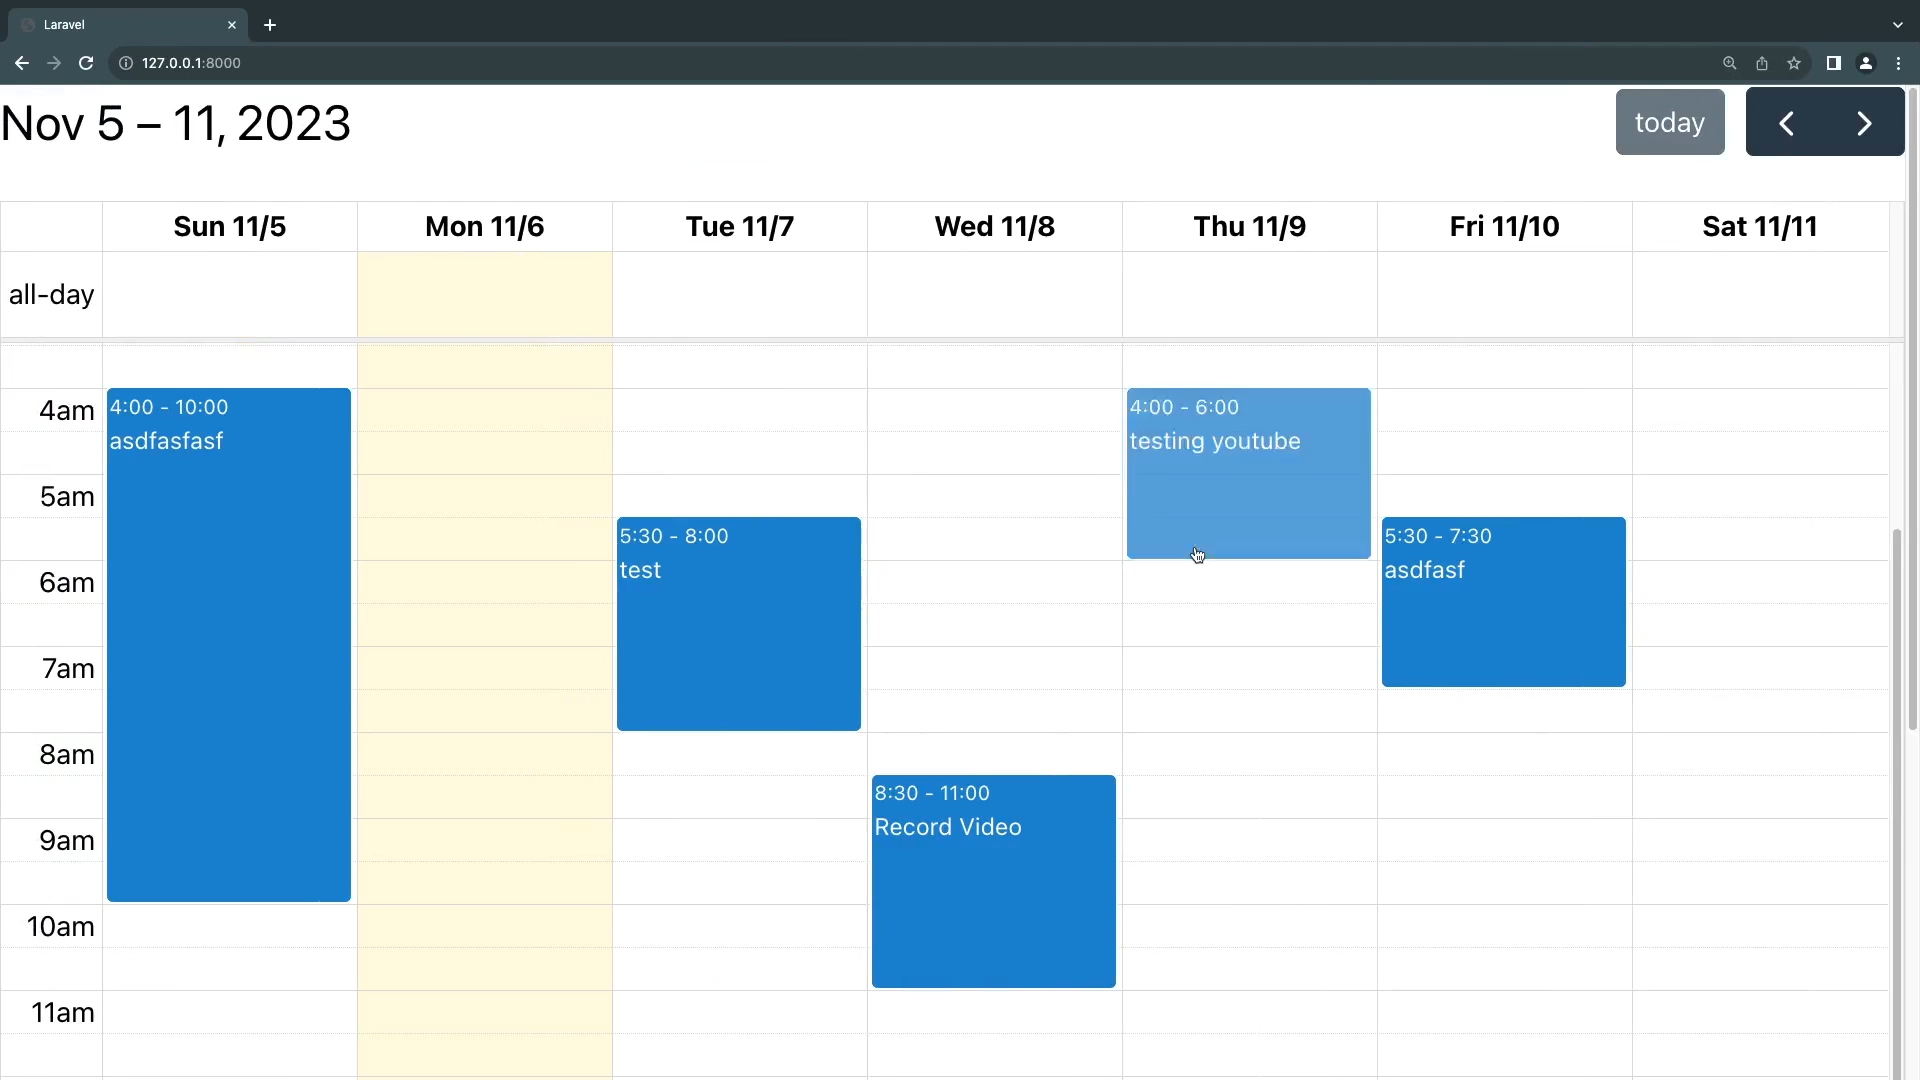 Laravel
127.0.0.1:8000
Nov 5 – 11, 2023
today
Sun 11/5 Mon 11/6 Tue 11/7 Wed 11/8 Thu 11/9 Fri 11/10 Sat 11/11
all-day
4am
5am
6am
7am
8am
9am
10am
11am
4:00 - 10:00
asdfasfasf
5:30 - 8:00
test
8:30 - 11:00
Record Video
4:00 - 6:00
testing youtube
5:30 - 7:30
asdfasf